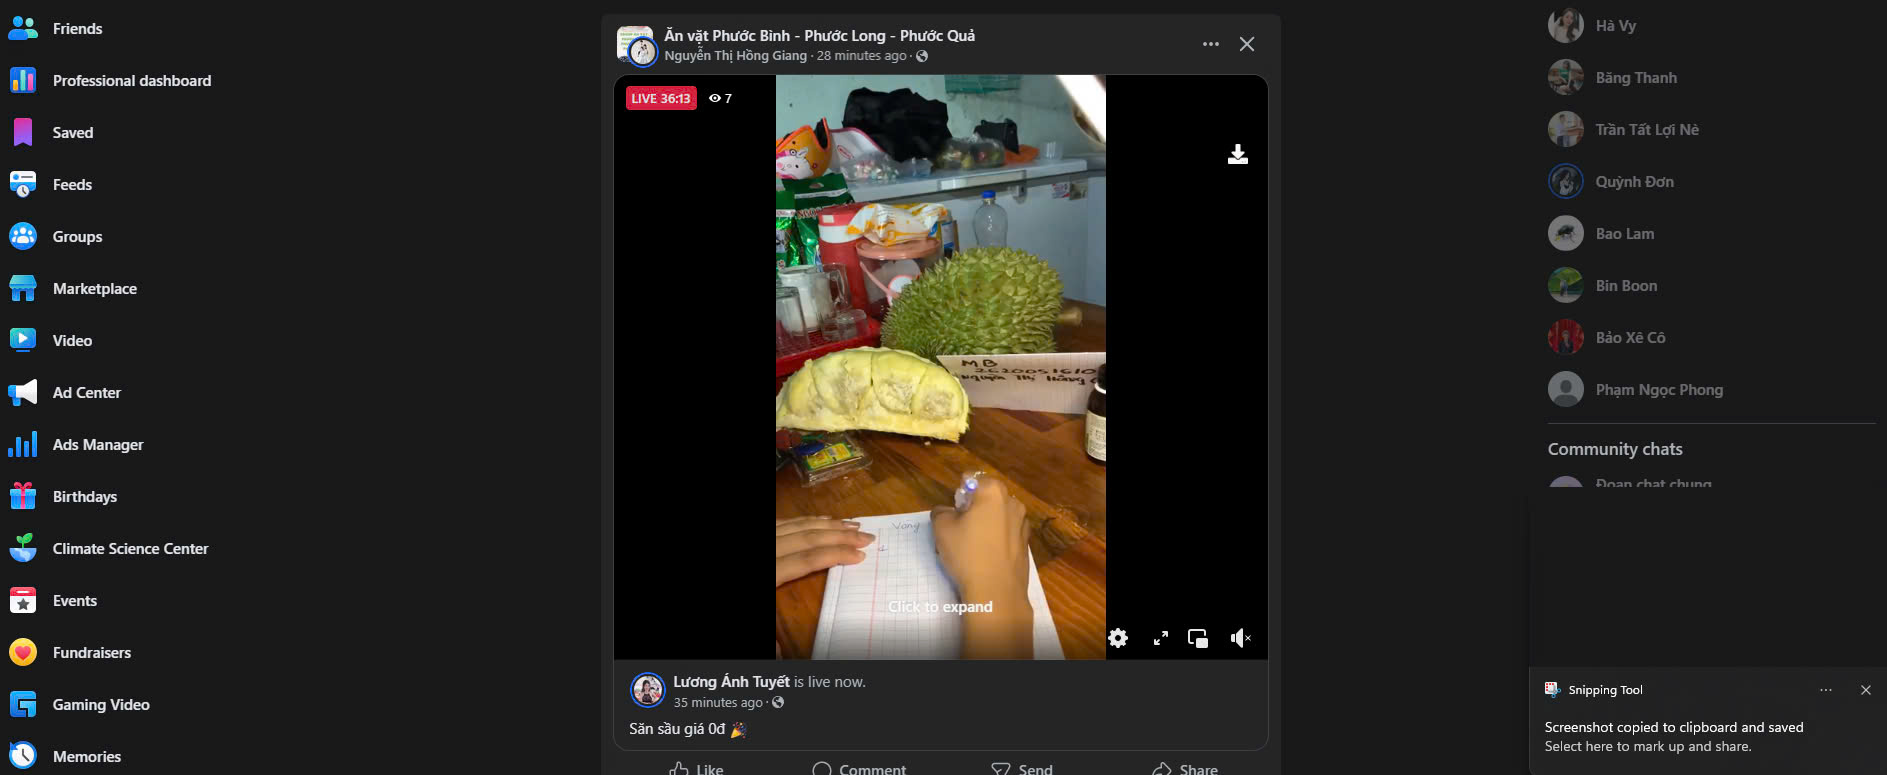 Friends
Professional dashboard
Saved
Feeds
Groups
Marketplace
Video
Ad Center
Ads Manager
Birthdays
Climate Science Center
Events
Fundraisers
Gaming Video
Memories
Ăn vặt Phước Bình - Phước Long - Phước Quả
Nguyễn Thị Hồng Giang · 28 minutes ago ·
LIVE 36:13 7
MB
Vòng
Click to expand
Lương Ánh Tuyết is live now.
35 minutes ago ·
Săn sầu giá 0đ 🎉
Like Comment Send Share
Hà Vy
Băng Thanh
Trần Tất Lợi Nè
Quỳnh Đơn
Bao Lam
Bin Boon
Bảo Xê Cô
Phạm Ngọc Phong
Community chats
Đoạn chat chung
Snipping Tool
Screenshot copied to clipboard and saved
Select here to mark up and share.